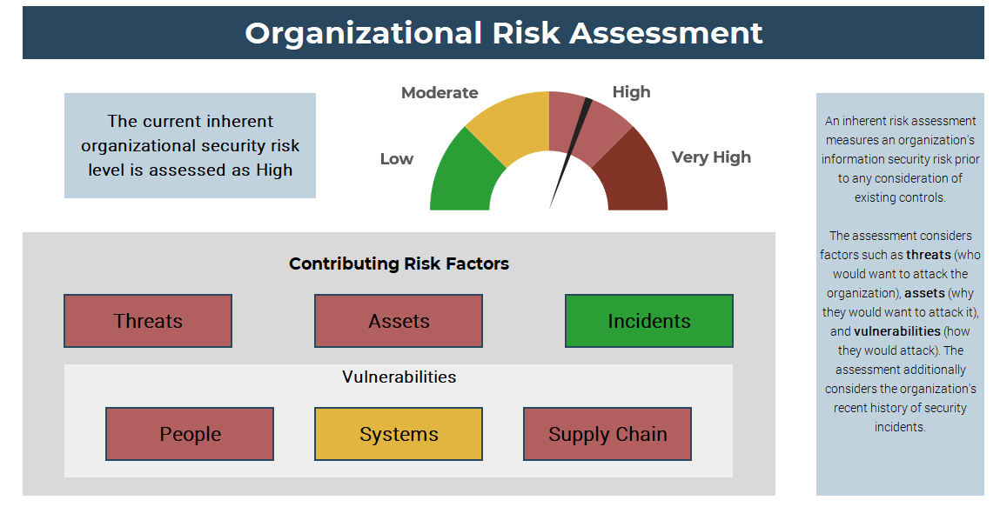 Organizational Risk Assessment
The current inherent
organizational security risk
level is assessed as High
Moderate
High
Low
Very High
An inherent risk assessment
measures an organization's
information security risk prior
to any consideration of
existing controls.
The assessment considers
factors such as threats (who
would want to attack the
organization), assets (why
they would want to attack it),
and vulnerabilities (how
they would attack). The
assessment additionally
considers the organization's
recent history of security
incidents.
Contributing Risk Factors
Threats
Assets
Incidents
Vulnerabilities
People
Systems
Supply Chain